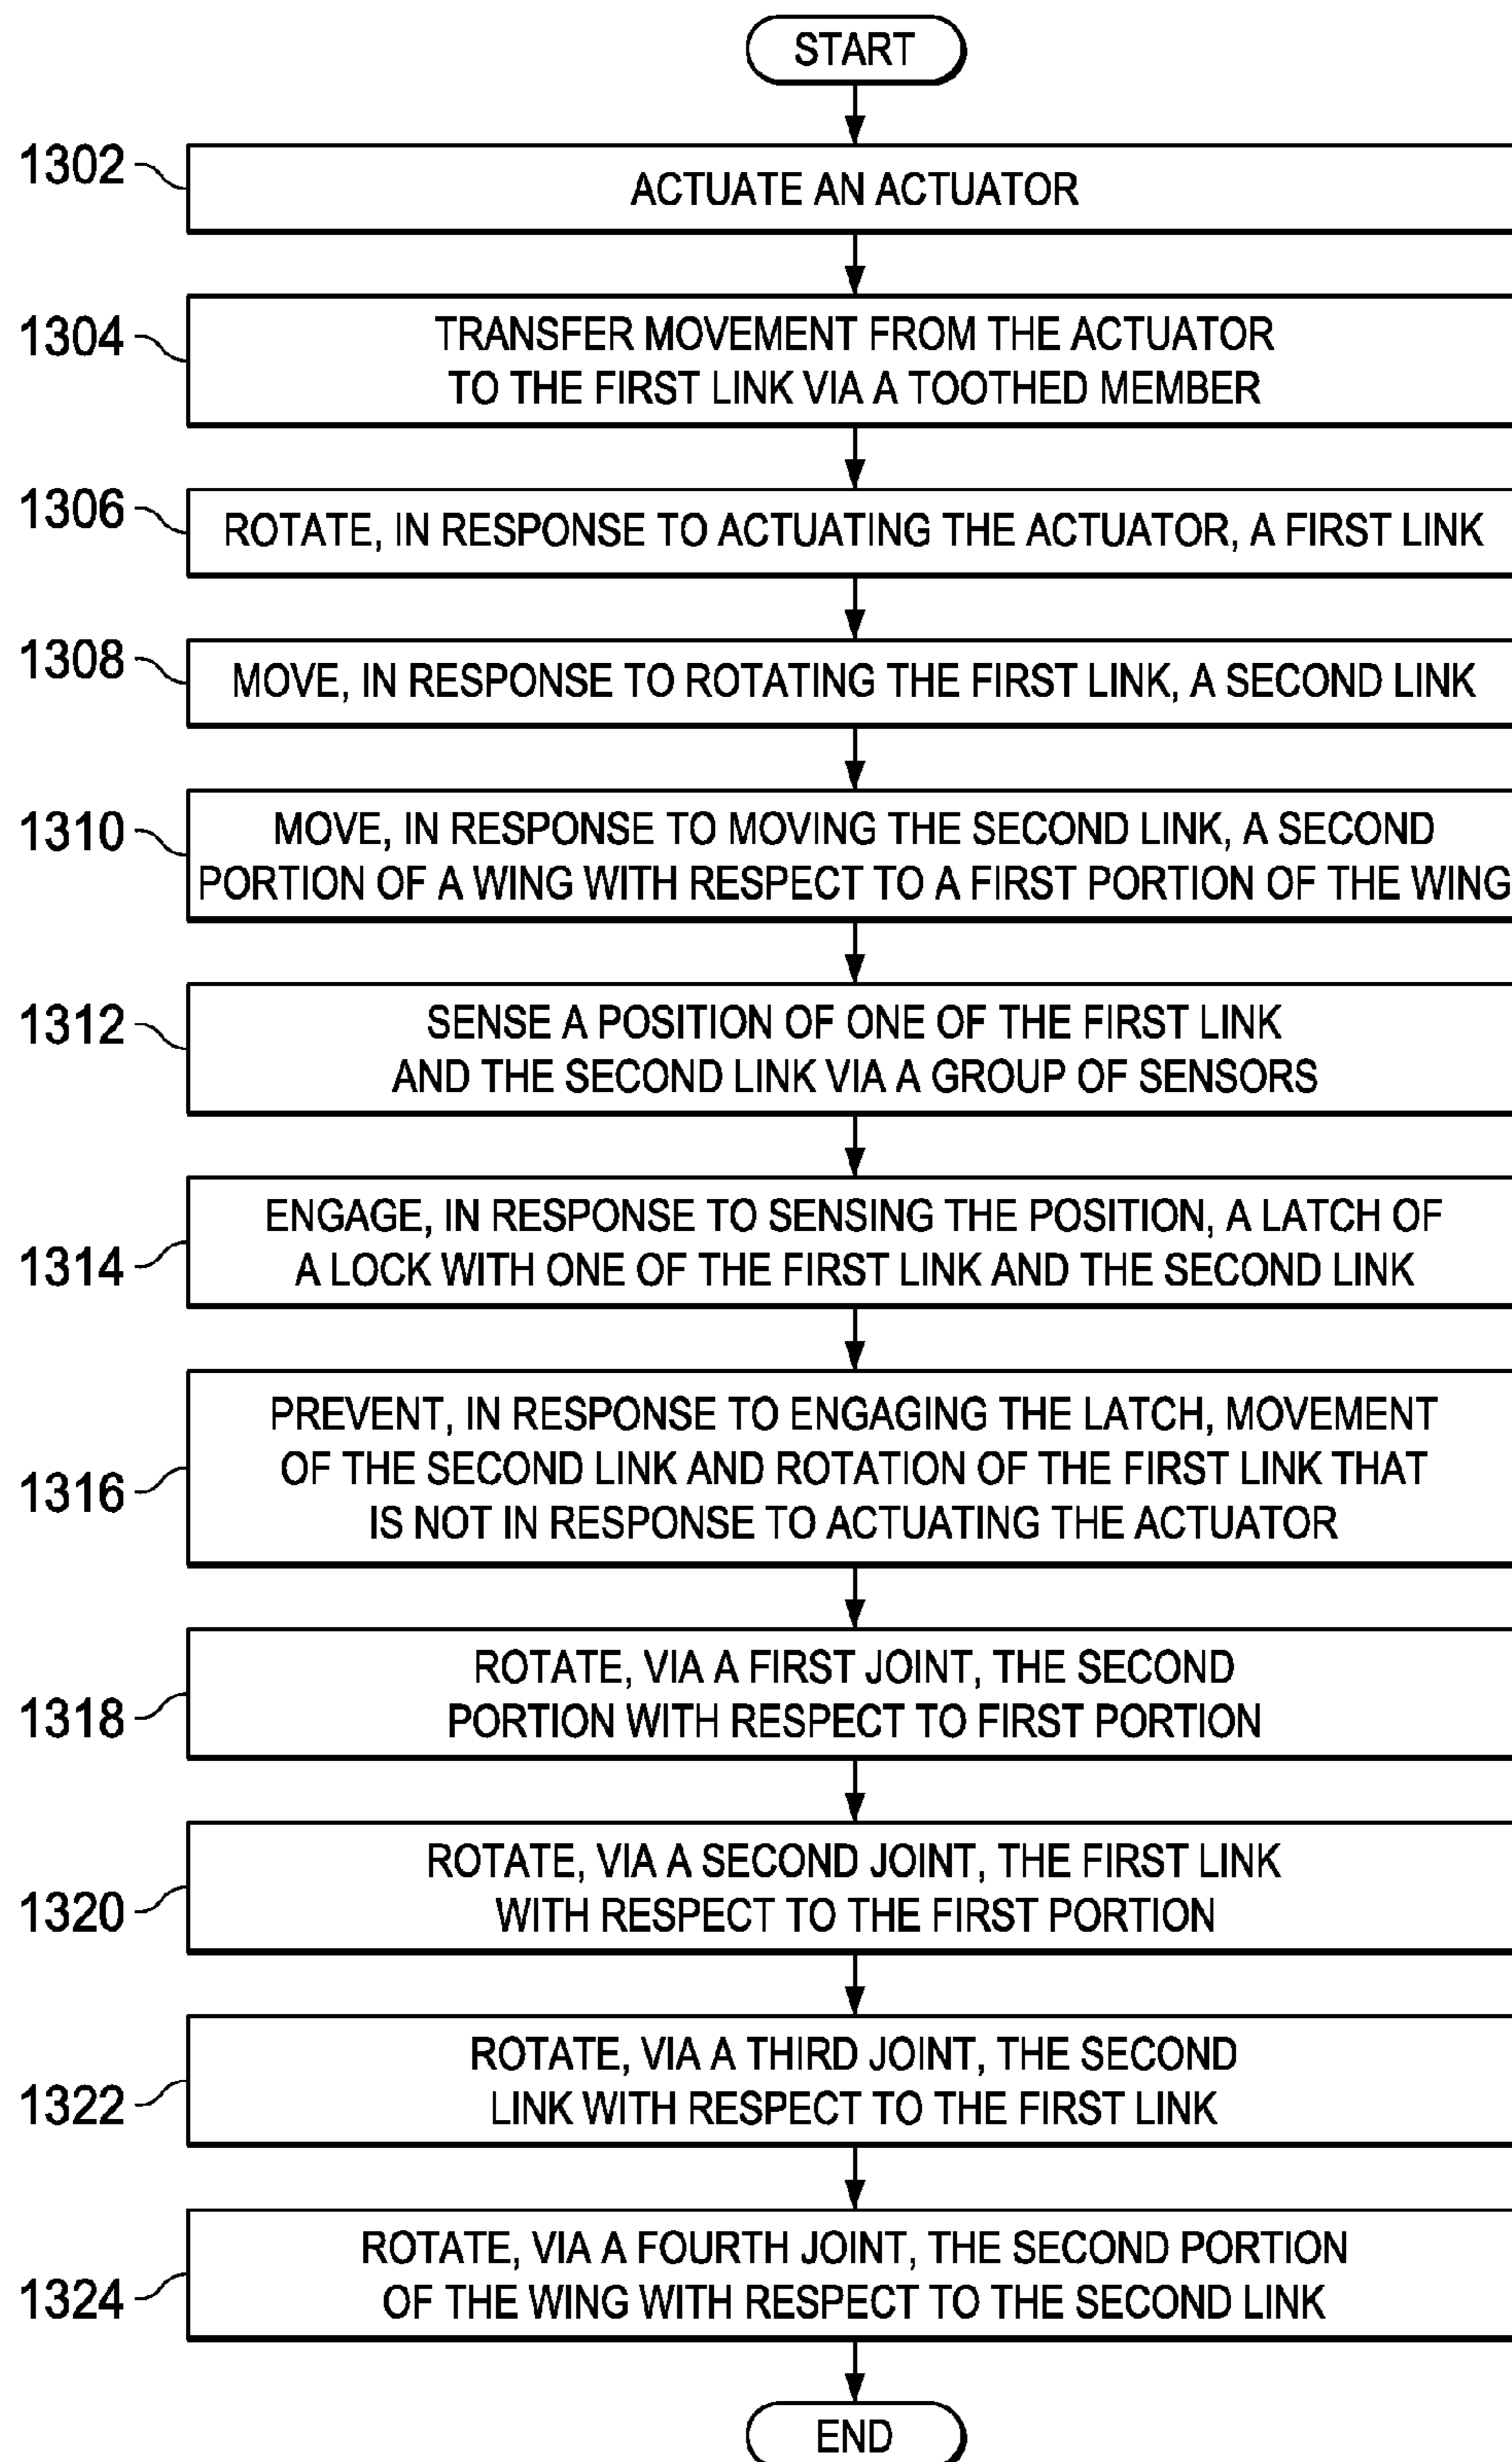 START
1302
ACTUATE AN ACTUATOR
1304
TRANSFER MOVEMENT FROM THE ACTUATOR
TO THE FIRST LINK VIA A TOOTHED MEMBER
1306
ROTATE, IN RESPONSE TO ACTUATING THE ACTUATOR, A FIRST LINK
1308
MOVE, IN RESPONSE TO ROTATING THE FIRST LINK, A SECOND LINK
1310
MOVE, IN RESPONSE TO MOVING THE SECOND LINK, A SECOND
PORTION OF A WING WITH RESPECT TO A FIRST PORTION OF THE WING
1312
SENSE A POSITION OF ONE OF THE FIRST LINK
AND THE SECOND LINK VIA A GROUP OF SENSORS
1314
ENGAGE, IN RESPONSE TO SENSING THE POSITION, A LATCH OF
A LOCK WITH ONE OF THE FIRST LINK AND THE SECOND LINK
1316
PREVENT, IN RESPONSE TO ENGAGING THE LATCH, MOVEMENT
OF THE SECOND LINK AND ROTATION OF THE FIRST LINK THAT
IS NOT IN RESPONSE TO ACTUATING THE ACTUATOR
1318
ROTATE, VIA A FIRST JOINT, THE SECOND
PORTION WITH RESPECT TO FIRST PORTION
1320
ROTATE, VIA A SECOND JOINT, THE FIRST LINK
WITH RESPECT TO THE FIRST PORTION
1322
ROTATE, VIA A THIRD JOINT, THE SECOND
LINK WITH RESPECT TO THE FIRST LINK
1324
ROTATE, VIA A FOURTH JOINT, THE SECOND PORTION
OF THE WING WITH RESPECT TO THE SECOND LINK
END